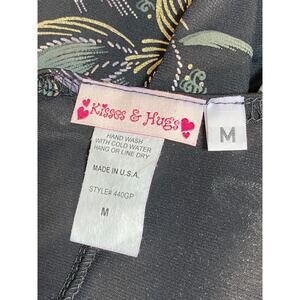 Kisses & Hugs
M
HAND WASH
WITH COLD WATER
HANG OR LINE DRY
MADE IN U.S.A.
STYLE# 440GP
M